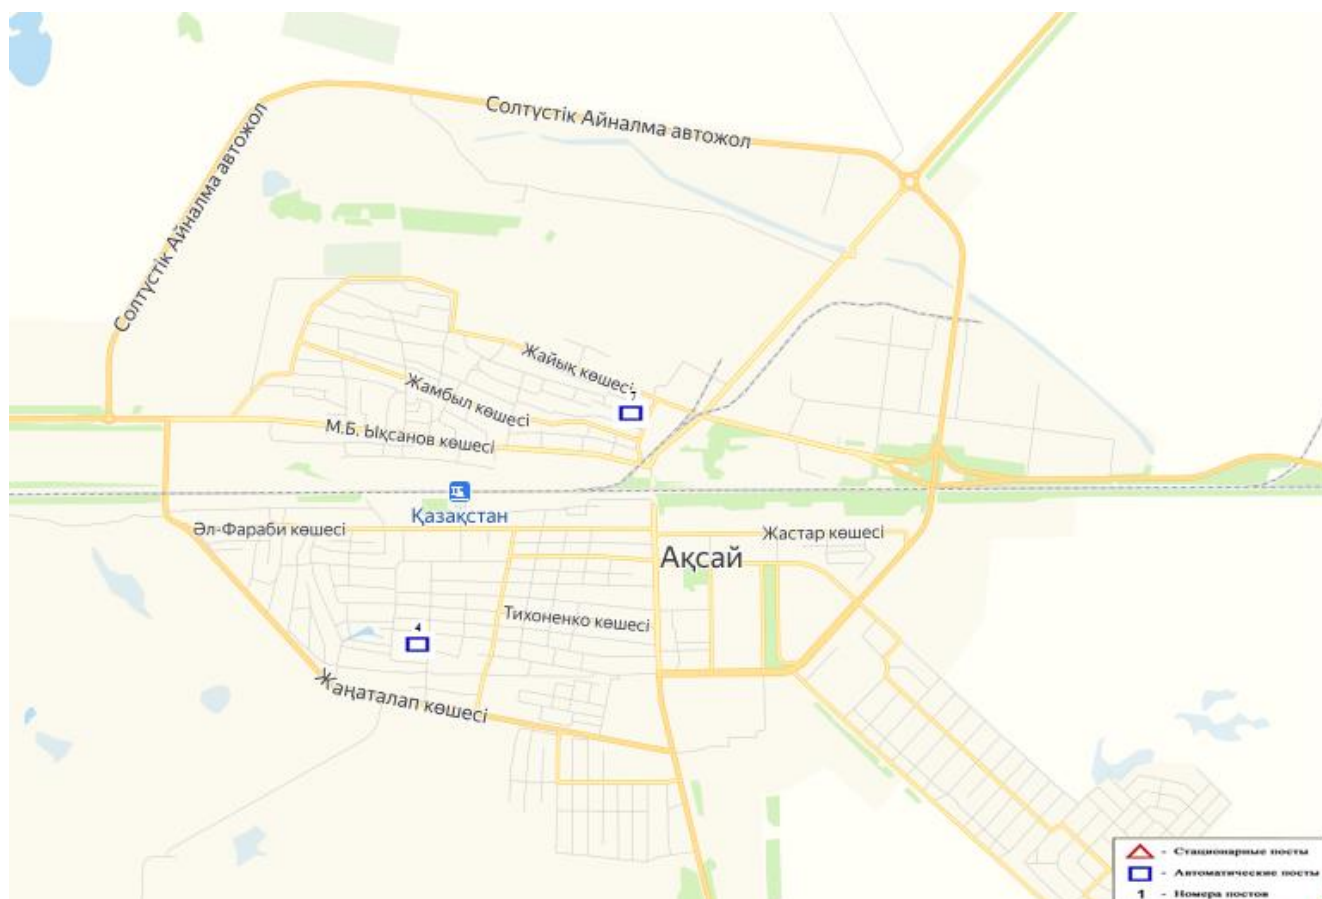 Солтүстік Айналма автожол
Солтүстік Айналма автожол
Жайық көшесі
7
Жамбыл көшесі
М.Б. Ықсанов көшесі
Қазақстан
Әл-Фараби көшесі
Жастар көшесі
Ақсай
Тихоненко көшесі
4
Жаңаталап көшесі
- Стационарные посты
- Автоматические посты
1 - Номера постов